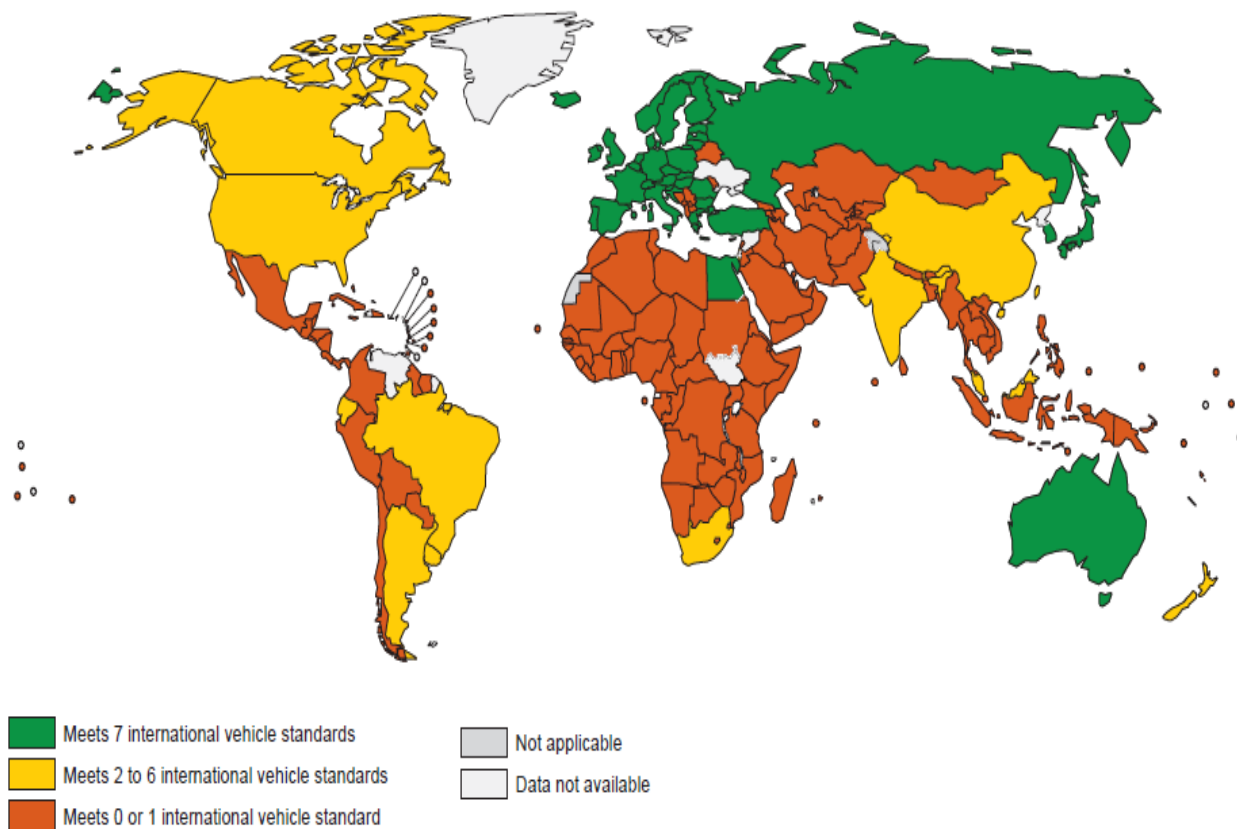 Meets 7 international vehicle standards
Meets 2 to 6 international vehicle standards
Meets 0 or 1 international vehicle standard
Not applicable
Data not available